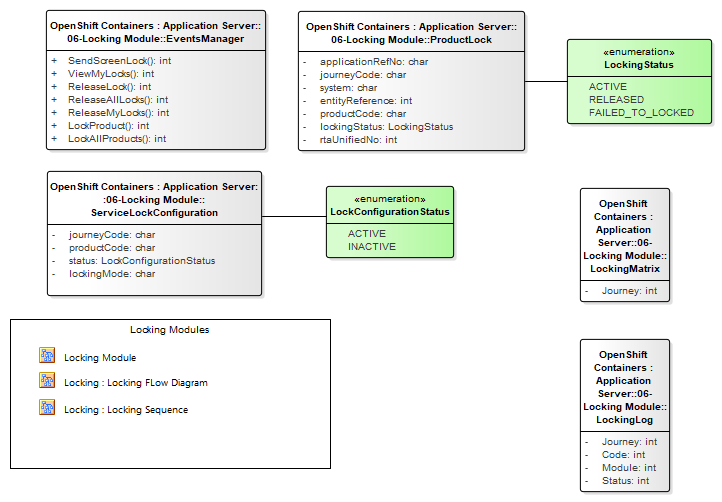 OpenShift Containers : Application Server::
06-Locking Module::EventsManager
+ SendScreenLock(): int
+ ViewMyLocks(): int
+ ReleaseLock(): int
+ ReleaseAllLocks(): int
+ ReleaseMyLocks(): int
+ LockProduct(): int
+ LockAllProducts(): int
OpenShift Containers : Application Server::
06-Locking Module::ProductLock
- applicationRefNo: char
- journeyCode: char
- system: char
- entityReference: int
- productCode: char
- lockingStatus: LockingStatus
- rtaUnifiedNo: int
«enumeration»
LockingStatus
ACTIVE
RELEASED
FAILED_TO_LOCKED
OpenShift Containers : Application Server:
:06-Locking Module::
ServiceLockConfiguration
- journeyCode: char
- productCode: char
- status: LockConfigurationStatus
- lockingMode: char
«enumeration»
LockConfigurationStatus
ACTIVE
INACTIVE
OpenShift
Containers :
Application
Server::06-
Locking Module::
LockingMatrix
- Journey: int
Locking Modules
Locking Module
Locking : Locking FLow Diagram
Locking : Locking Sequence
OpenShift
Containers :
Application
Server::06-
Locking Module::
LockingLog
- Journey: int
- Code: int
- Module: int
- Status: int